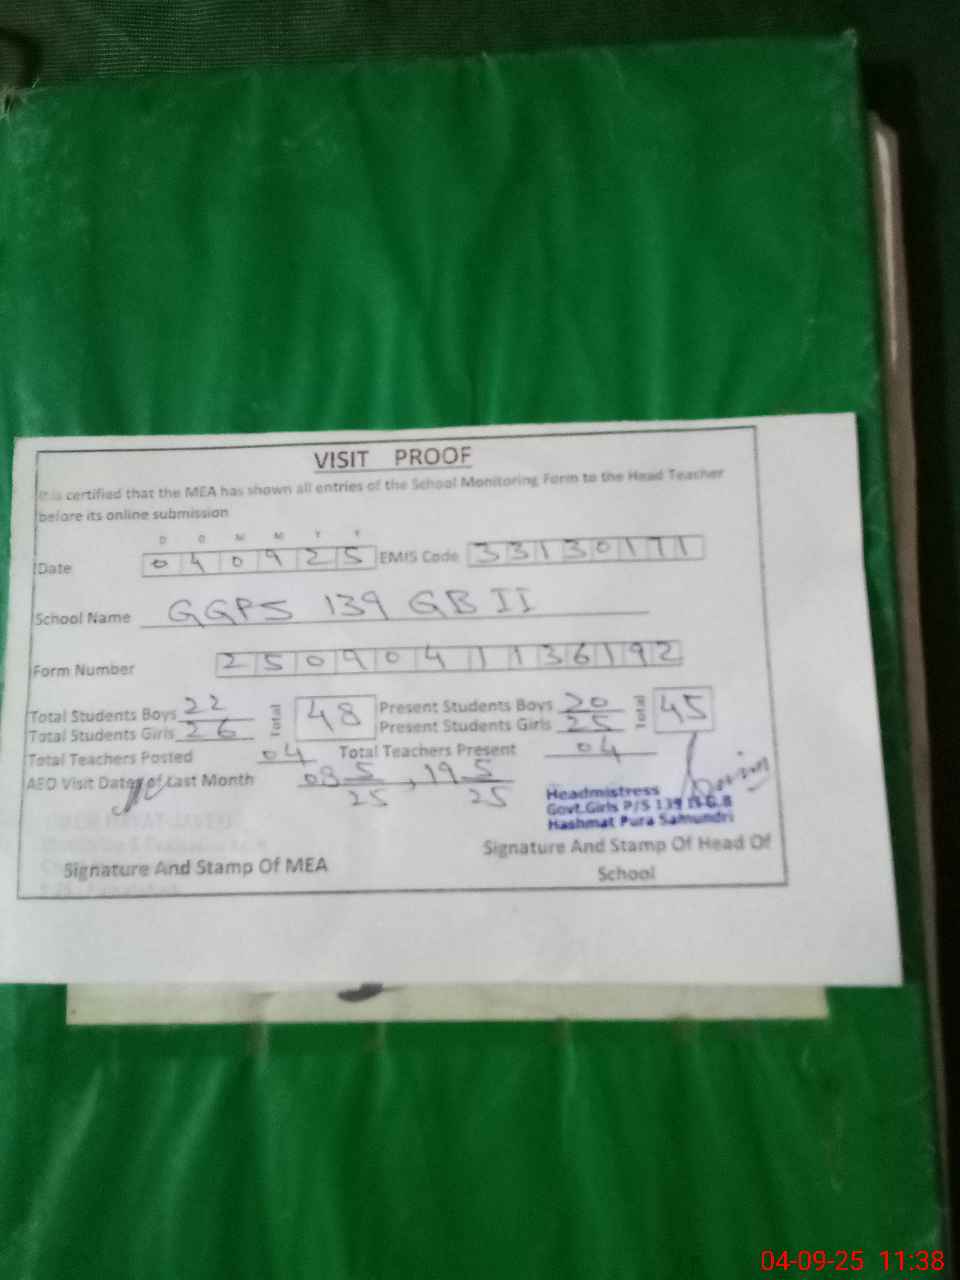 VISIT PROOF
It is certified that the MEA has shown all entries of the School Monitoring Form to the Head Teacher
before its online submission
D D M M Y Y
Date 0 4 0 9 2 5 EMIS Code 3 3 1 3 0 1 7 1
School Name GGPS 139 GB II
Form Number 2 5 0 9 0 4 1 1 3 6 1 9 2
Total Students Boys 22 Total 48 Present Students Boys 20 Total 45
Total Students Girls 26 Present Students Girls 25
Total Teachers Posted 04 Total Teachers Present 04
AEO Visit Dates of Last Month 03 5/25, 19 5/25
Headmistress
Govt.Girls P/S 139 G.B
Hashmat Pura Samundri
Signature And Stamp Of MEA
Signature And Stamp Of Head Of
School
04-09-25 11:38